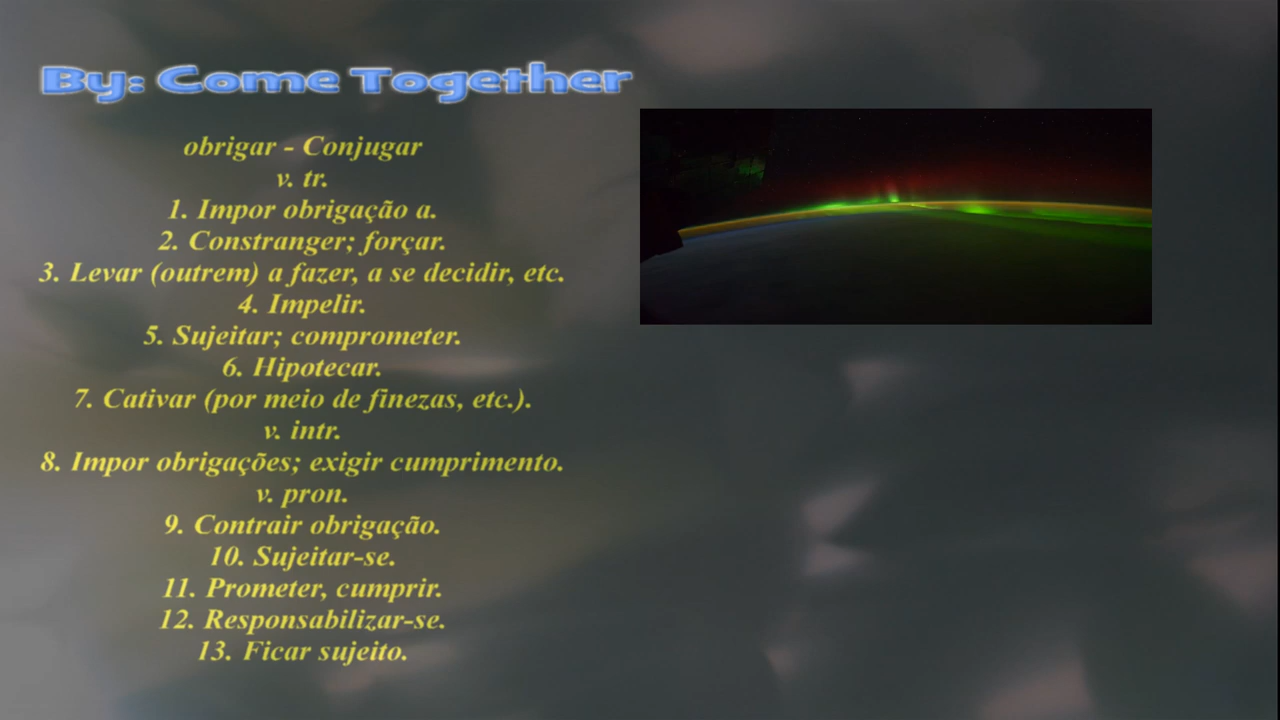 By: Come Together
obrigar - Conjugar
v. tr.
1. Impor obrigação a.
2. Constranger; forçar.
3. Levar (outrem) a fazer, a se decidir, etc.
4. Impelir.
5. Sujeitar; comprometer.
6. Hipotecar.
7. Cativar (por meio de finezas, etc.).
v. intr.
8. Impor obrigações; exigir cumprimento.
v. pron.
9. Contrair obrigação.
10. Sujeitar-se.
11. Prometer, cumprir.
12. Responsabilizar-se.
13. Ficar sujeito.